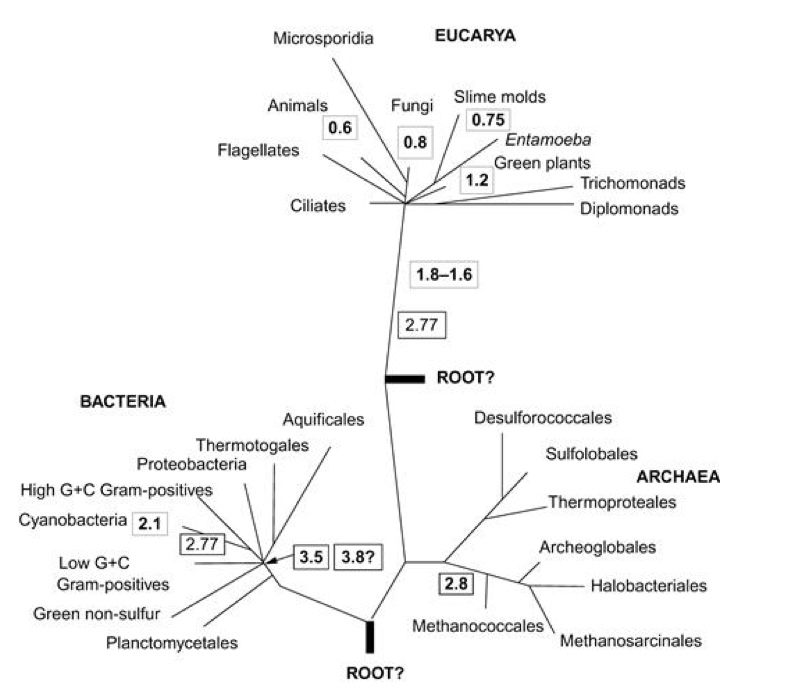 Microsporidia
EUCARYA
Slime molds
Animals
Fungi
0.6
0.8
0.75
Entamoeba
Flagellates
Green plants
1.2
Trichomonads
Ciliates
Diplomonads
1.8–1.6
2.77
ROOT?
BACTERIA
Aquificales
Thermotogales
Proteobacteria
High G+C Gram-positives
Cyanobacteria
2.1
2.77
3.5
3.8?
Low G+C
Gram-positives
Green non-sulfur
Planctomycetales
Desulforococcales
Sulfolobales
ARCHAEA
Thermoproteales
Archeoglobales
2.8
Halobacteriales
Methanococcales
Methanosarcinales
ROOT?